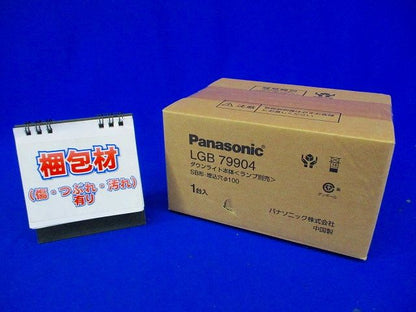 梱包材
(傷・つぶれ・汚れ)
有り
Panasonic
LGB 79904
ダウンライト本体<ランプ別売>
SB形・埋込穴φ100
1台入
パナソニック株式会社
中国製